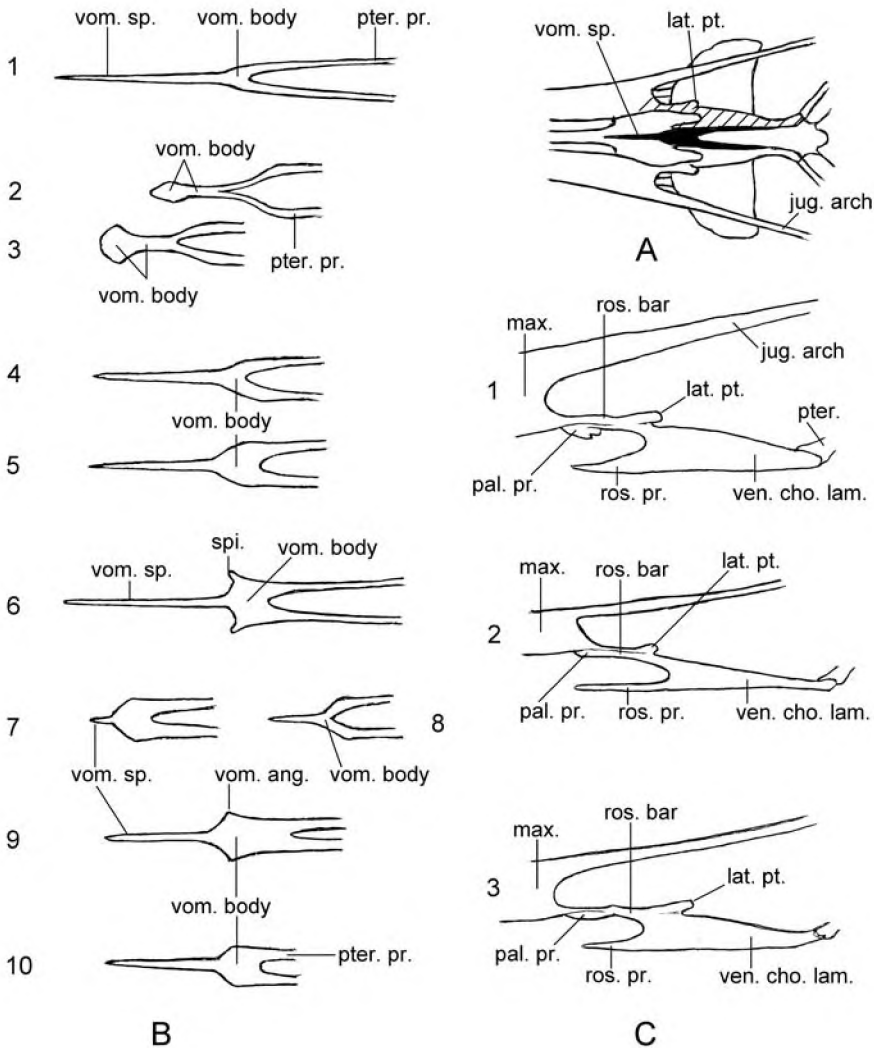 vom. sp. vom. body pter. pr.
1
vom. body
2
3
pter. pr.
vom. body
4
vom. body
5
spi.
vom. sp. vom. body
6
7 8
vom. sp. vom. ang. vom. body
9
vom. body
10 pter. pr.
B
vom. sp. lat. pt.
jug. arch
A
ros. bar
max.
jug. arch
1 lat. pt.
pter.
pal. pr. ros. pr. ven. cho. lam.
max. ros. bar lat. pt.
2
pal. pr. ros. pr. ven. cho. lam.
ros. bar
max.
3 lat. pt.
pal. pr. ros. pr. ven. cho. lam.
C